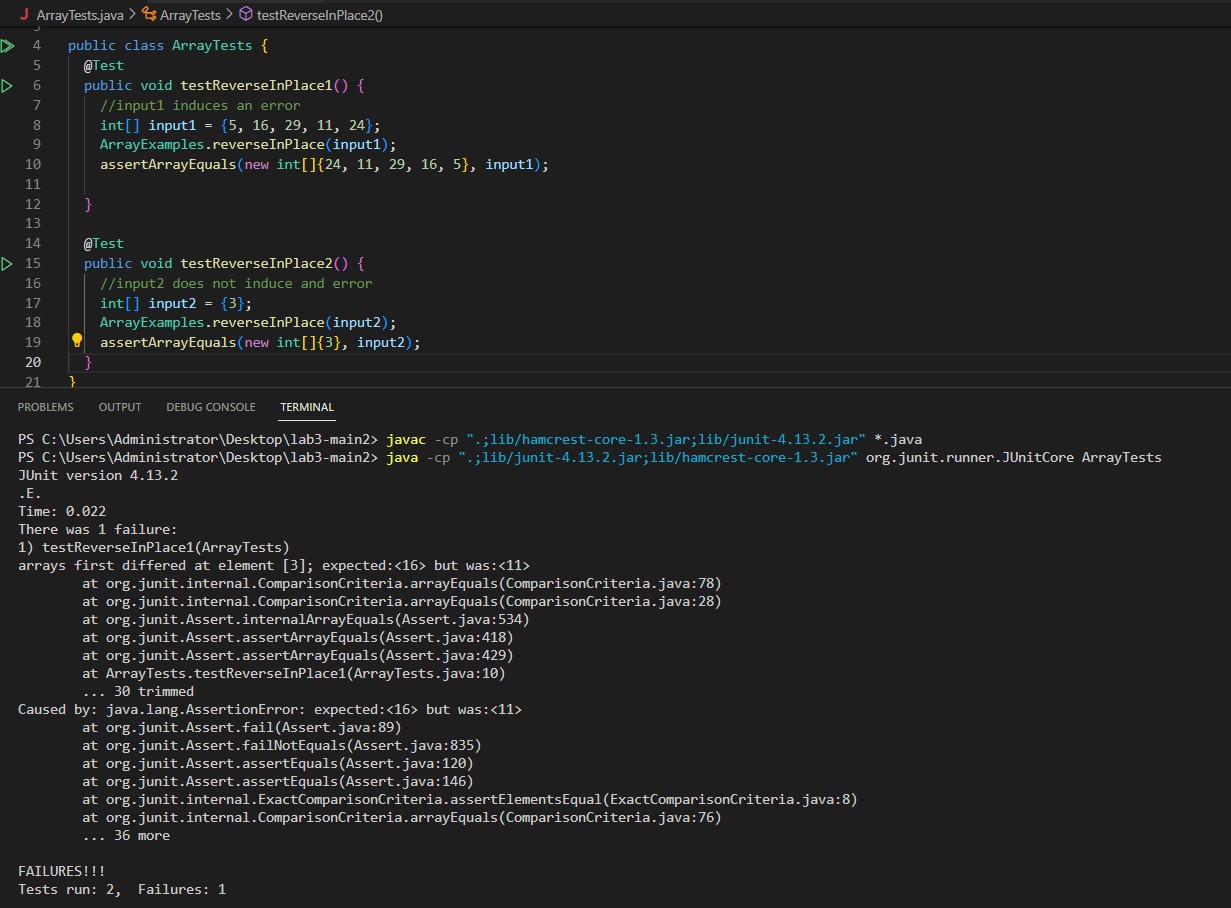 ArrayTests.java > ArrayTests > testReverseInPlace2()
4 public class ArrayTests {
5 @Test
6 public void testReverseInPlace1() {
7 //input1 induces an error
8 int[] input1 = {5, 16, 29, 11, 24};
9 ArrayExamples.reverseInPlace(input1);
10 assertArrayEquals(new int[]{24, 11, 29, 16, 5}, input1);
11
12 }
13
14 @Test
15 public void testReverseInPlace2() {
16 //input2 does not induce and error
17 int[] input2 = {3};
18 ArrayExamples.reverseInPlace(input2);
19 assertArrayEquals(new int[]{3}, input2);
20 }
21 }
PROBLEMS OUTPUT DEBUG CONSOLE TERMINAL
PS C:\Users\Administrator\Desktop\lab3-main2> javac -cp ".;lib/hamcrest-core-1.3.jar;lib/junit-4.13.2.jar" *.java
PS C:\Users\Administrator\Desktop\lab3-main2> java -cp ".;lib/junit-4.13.2.jar;lib/hamcrest-core-1.3.jar" org.junit.runner.JUnitCore ArrayTests
JUnit version 4.13.2
.E.
Time: 0.022
There was 1 failure:
1) testReverseInPlace1(ArrayTests)
arrays first differed at element [3]; expected:<16> but was:<11>
at org.junit.internal.ComparisonCriteria.arrayEquals(ComparisonCriteria.java:78)
at org.junit.internal.ComparisonCriteria.arrayEquals(ComparisonCriteria.java:28)
at org.junit.Assert.internalArrayEquals(Assert.java:534)
at org.junit.Assert.assertArrayEquals(Assert.java:418)
at org.junit.Assert.assertArrayEquals(Assert.java:429)
at ArrayTests.testReverseInPlace1(ArrayTests.java:10)
... 30 trimmed
Caused by: java.lang.AssertionError: expected:<16> but was:<11>
at org.junit.Assert.fail(Assert.java:89)
at org.junit.Assert.failNotEquals(Assert.java:835)
at org.junit.Assert.assertEquals(Assert.java:120)
at org.junit.Assert.assertEquals(Assert.java:146)
at org.junit.internal.ExactComparisonCriteria.assertElementsEqual(ExactComparisonCriteria.java:8)
at org.junit.internal.ComparisonCriteria.arrayEquals(ComparisonCriteria.java:76)
... 36 more
FAILURES!!!
Tests run: 2,  Failures: 1